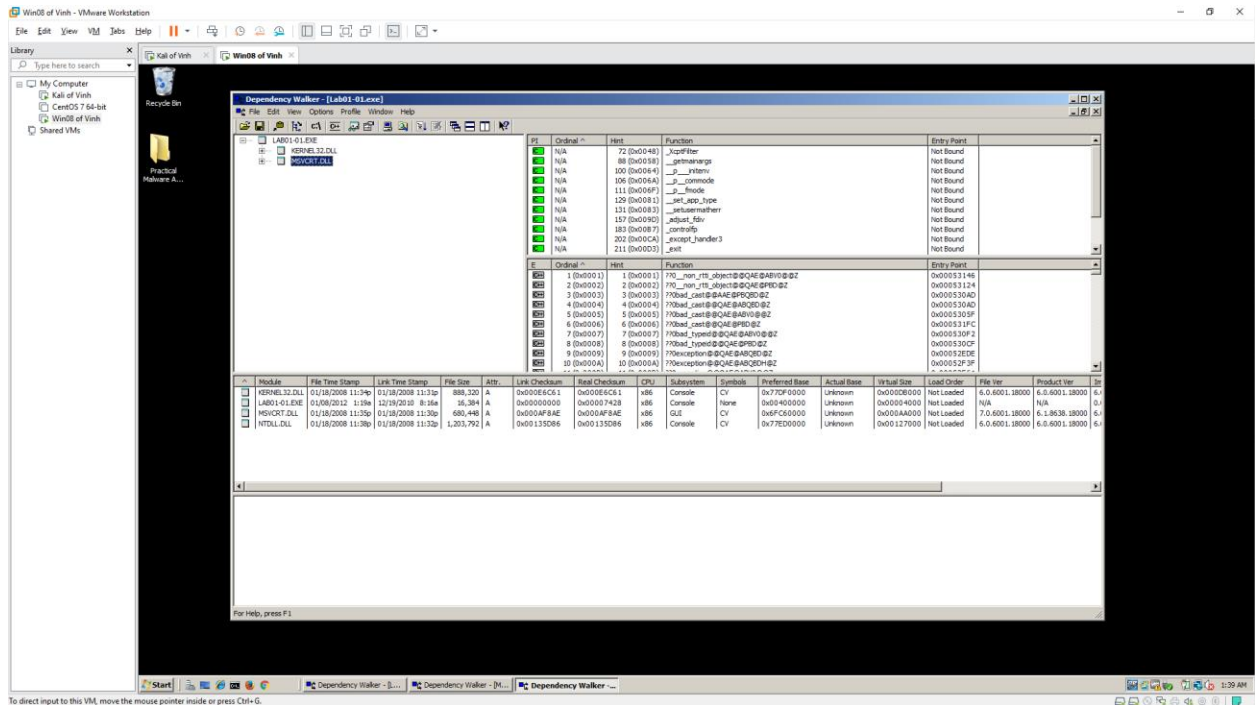 Win08 of Vinh - VMware Workstation
File Edit View VM Tabs Help
Library
Type here to search
My Computer
Kali of Vinh
CentOS 7 64-bit
Win08 of Vinh
Shared VMs
Kali of Vinh Win08 of Vinh
Recycle Bin
Practical
Malware A...
Dependency Walker - [Lab01-01.exe]
File Edit View Options Profile Window Help
LAB01-01.EXE
KERNEL32.DLL
MSVCRT.DLL
PI Ordinal ^ Hint Function Entry Point
N/A 72 (0x0048) _XcptFilter Not Bound
N/A 88 (0x0058) __getmainargs Not Bound
N/A 100 (0x0064) __p___initenv Not Bound
N/A 106 (0x006A) __p__commode Not Bound
N/A 111 (0x006F) __p__fmode Not Bound
N/A 129 (0x0081) __set_app_type Not Bound
N/A 131 (0x0083) __setusermatherr Not Bound
N/A 157 (0x009D) _adjust_fdiv Not Bound
N/A 183 (0x00B7) _controlfp Not Bound
N/A 202 (0x00CA) _except_handler3 Not Bound
N/A 211 (0x00D3) _exit Not Bound
E Ordinal ^ Hint Function Entry Point
1 (0x0001) 1 (0x0001) ??0__non_rtti_object@@QAE@ABV0@@Z 0x00053146
2 (0x0002) 2 (0x0002) ??0__non_rtti_object@@QAE@PBD@Z 0x00053124
3 (0x0003) 3 (0x0003) ??0bad_cast@@AAE@PBQBD@Z 0x000530AD
4 (0x0004) 4 (0x0004) ??0bad_cast@@QAE@ABQBD@Z 0x000530AD
5 (0x0005) 5 (0x0005) ??0bad_cast@@QAE@ABV0@@Z 0x0005305F
6 (0x0006) 6 (0x0006) ??0bad_cast@@QAE@PBD@Z 0x000531FC
7 (0x0007) 7 (0x0007) ??0bad_typeid@@QAE@ABV0@@Z 0x000530F2
8 (0x0008) 8 (0x0008) ??0bad_typeid@@QAE@PBD@Z 0x000530CF
9 (0x0009) 9 (0x0009) ??0exception@@QAE@ABQBD@Z 0x00052EDE
10 (0x000A) 10 (0x000A) ??0exception@@QAE@ABQBDH@Z 0x00052F3F
^ Module File Time Stamp Link Time Stamp File Size Attr. Link Checksum Real Checksum CPU Subsystem Symbols Preferred Base Actual Base Virtual Size Load Order File Ver Product Ver
KERNEL32.DLL 01/18/2008 11:34p 01/18/2008 11:31p 888,320 A 0x000E6C61 0x000E6C61 x86 Console CV 0x77DF0000 Unknown 0x000DB000 Not Loaded 6.0.6001.18000 6.0.6001.18000
LAB01-01.EXE 01/08/2012 1:19a 12/19/2010 8:16a 16,384 A 0x00000000 0x00007428 x86 Console None 0x00400000 Unknown 0x00004000 Not Loaded N/A N/A
MSVCRT.DLL 01/18/2008 11:35p 01/18/2008 11:30p 680,448 A 0x000AF8AE 0x000AF8AE x86 GUI CV 0x6FC60000 Unknown 0x000AA000 Not Loaded 7.0.6001.18000 6.1.8638.18000
NTDLL.DLL 01/18/2008 11:38p 01/18/2008 11:32p 1,203,792 A 0x00135D86 0x00135D86 x86 Console CV 0x77ED0000 Unknown 0x00127000 Not Loaded 6.0.6001.18000 6.0.6001.18000
For Help, press F1
Start Dependency Walker - [L... Dependency Walker - [M... Dependency Walker -... 1:39 AM
To direct input to this VM, move the mouse pointer inside or press Ctrl+G.